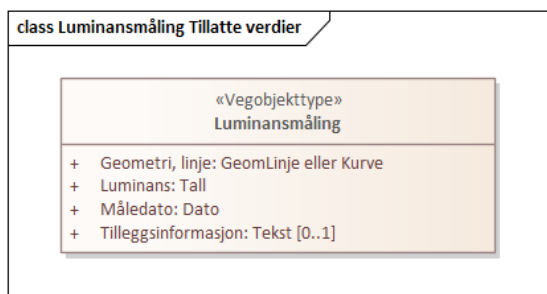 class Luminansmåling Tillatte verdier
«Vegobjekttype»
Luminansmåling
+ Geometri, linje: GeomLinje eller Kurve
+ Luminans: Tall
+ Måledato: Dato
+ Tilleggsinformasjon: Tekst [0..1]